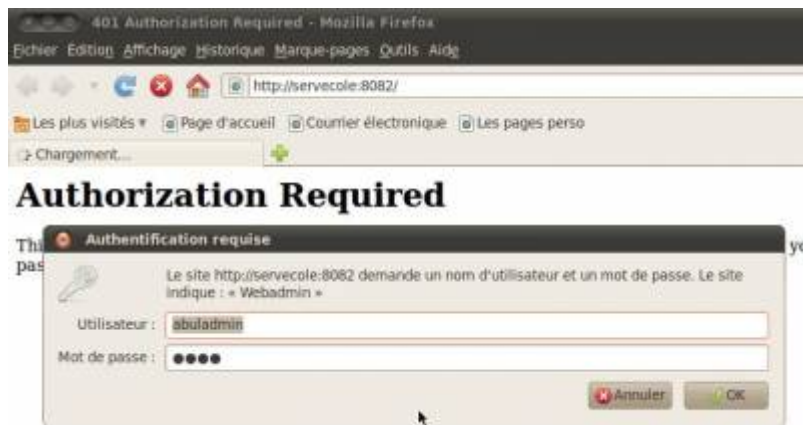 401 Authorization Required - Mozilla Firefox
Fichier Edition Affichage Historique Marque-pages Outils Aide
http://servecole:8082/
Les plus visités Page d'accueil Courrier électronique Les pages perso
Chargement...
Authorization Required
Authentification requise
Thi
pas
Le site http://servecole:8082 demande un nom d'utilisateur et un mot de passe. Le site
indique : « Webadmin »
Utilisateur : abuladmin
Mot de passe : ●●●●
Annuler OK